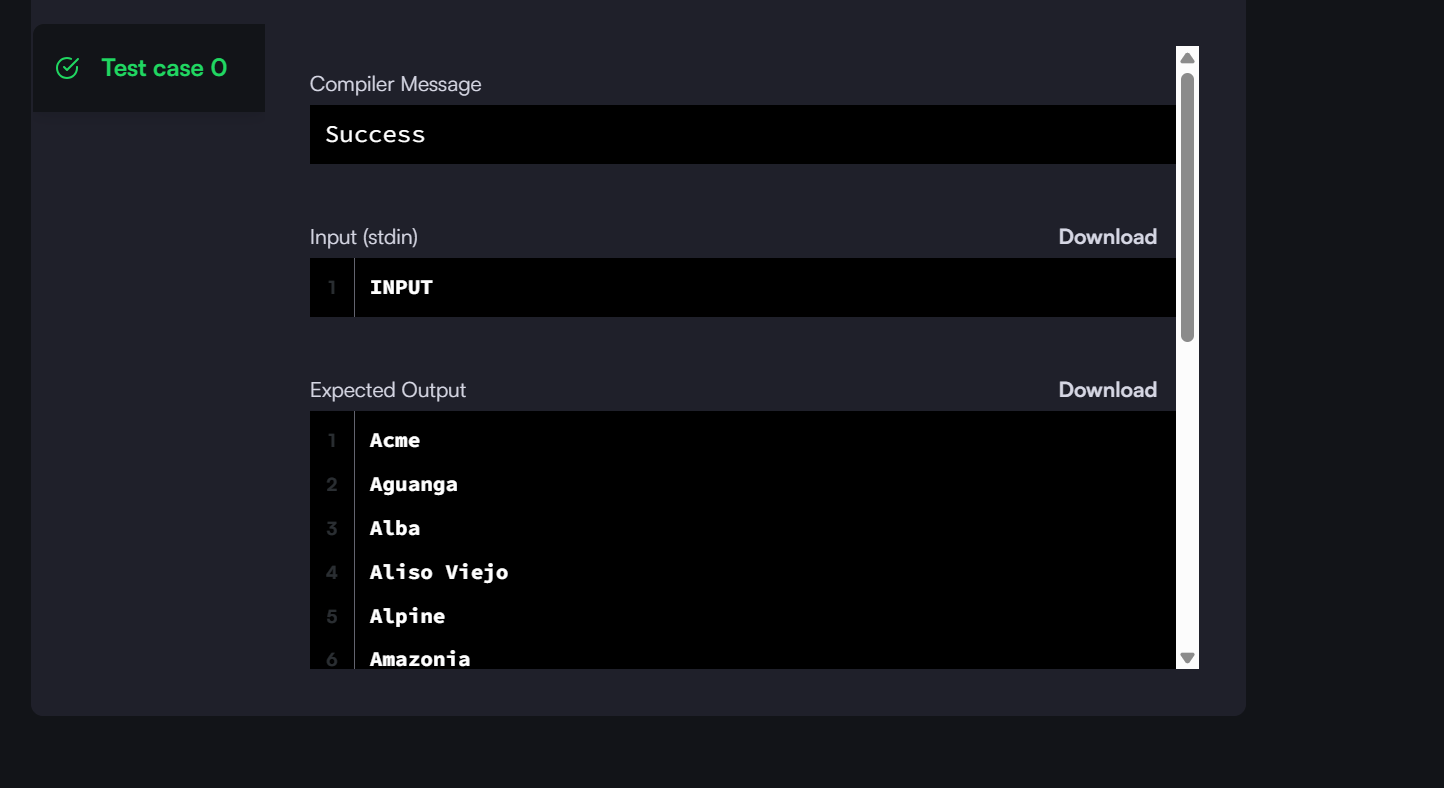 Test case 0
Compiler Message
Success
Input (stdin)
Download
1 INPUT
Expected Output
Download
1 Acme
2 Aguanga
3 Alba
4 Aliso Viejo
5 Alpine
6 Amazonia